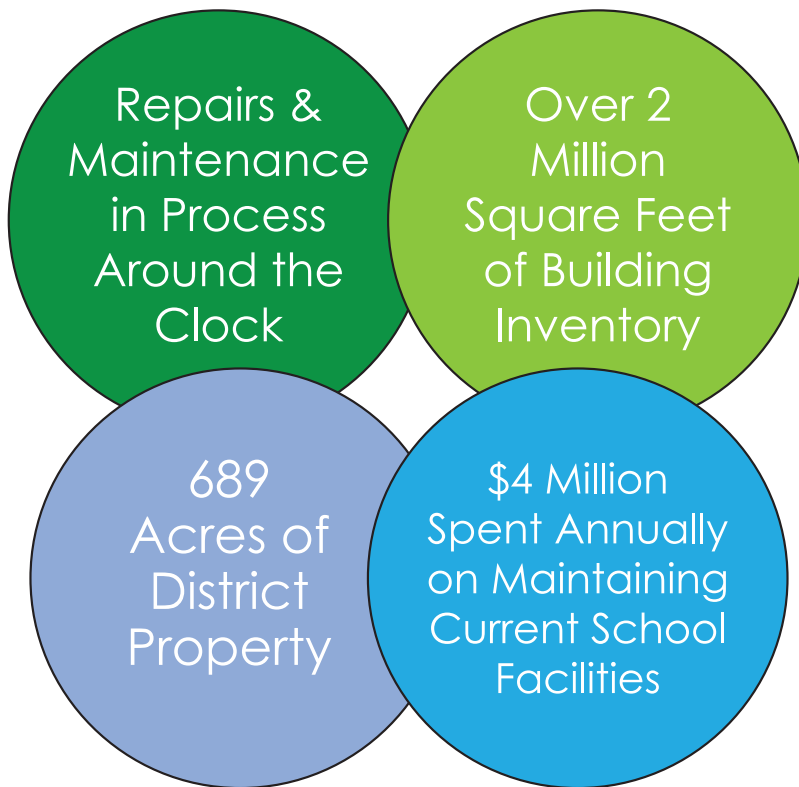 Repairs &
Maintenance
in Process
Around the
Clock
Over 2
Million
Square Feet
of Building
Inventory
689
Acres of
District
Property
$4 Million
Spent Annually
on Maintaining
Current School
Facilities